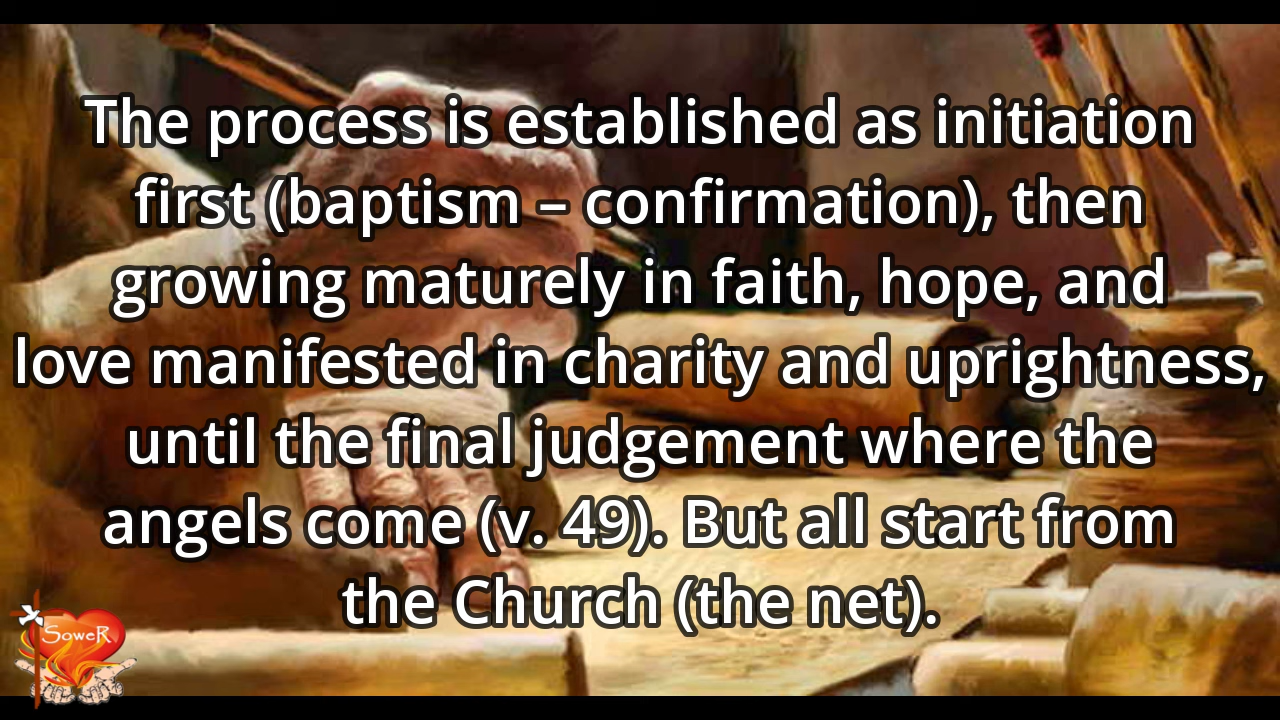 The process is established as initiation
first (baptism – confirmation), then
growing maturely in faith, hope, and
love manifested in charity and uprightness,
until the final judgement where the
angels come (v. 49). But all start from
the Church (the net).
SoweR